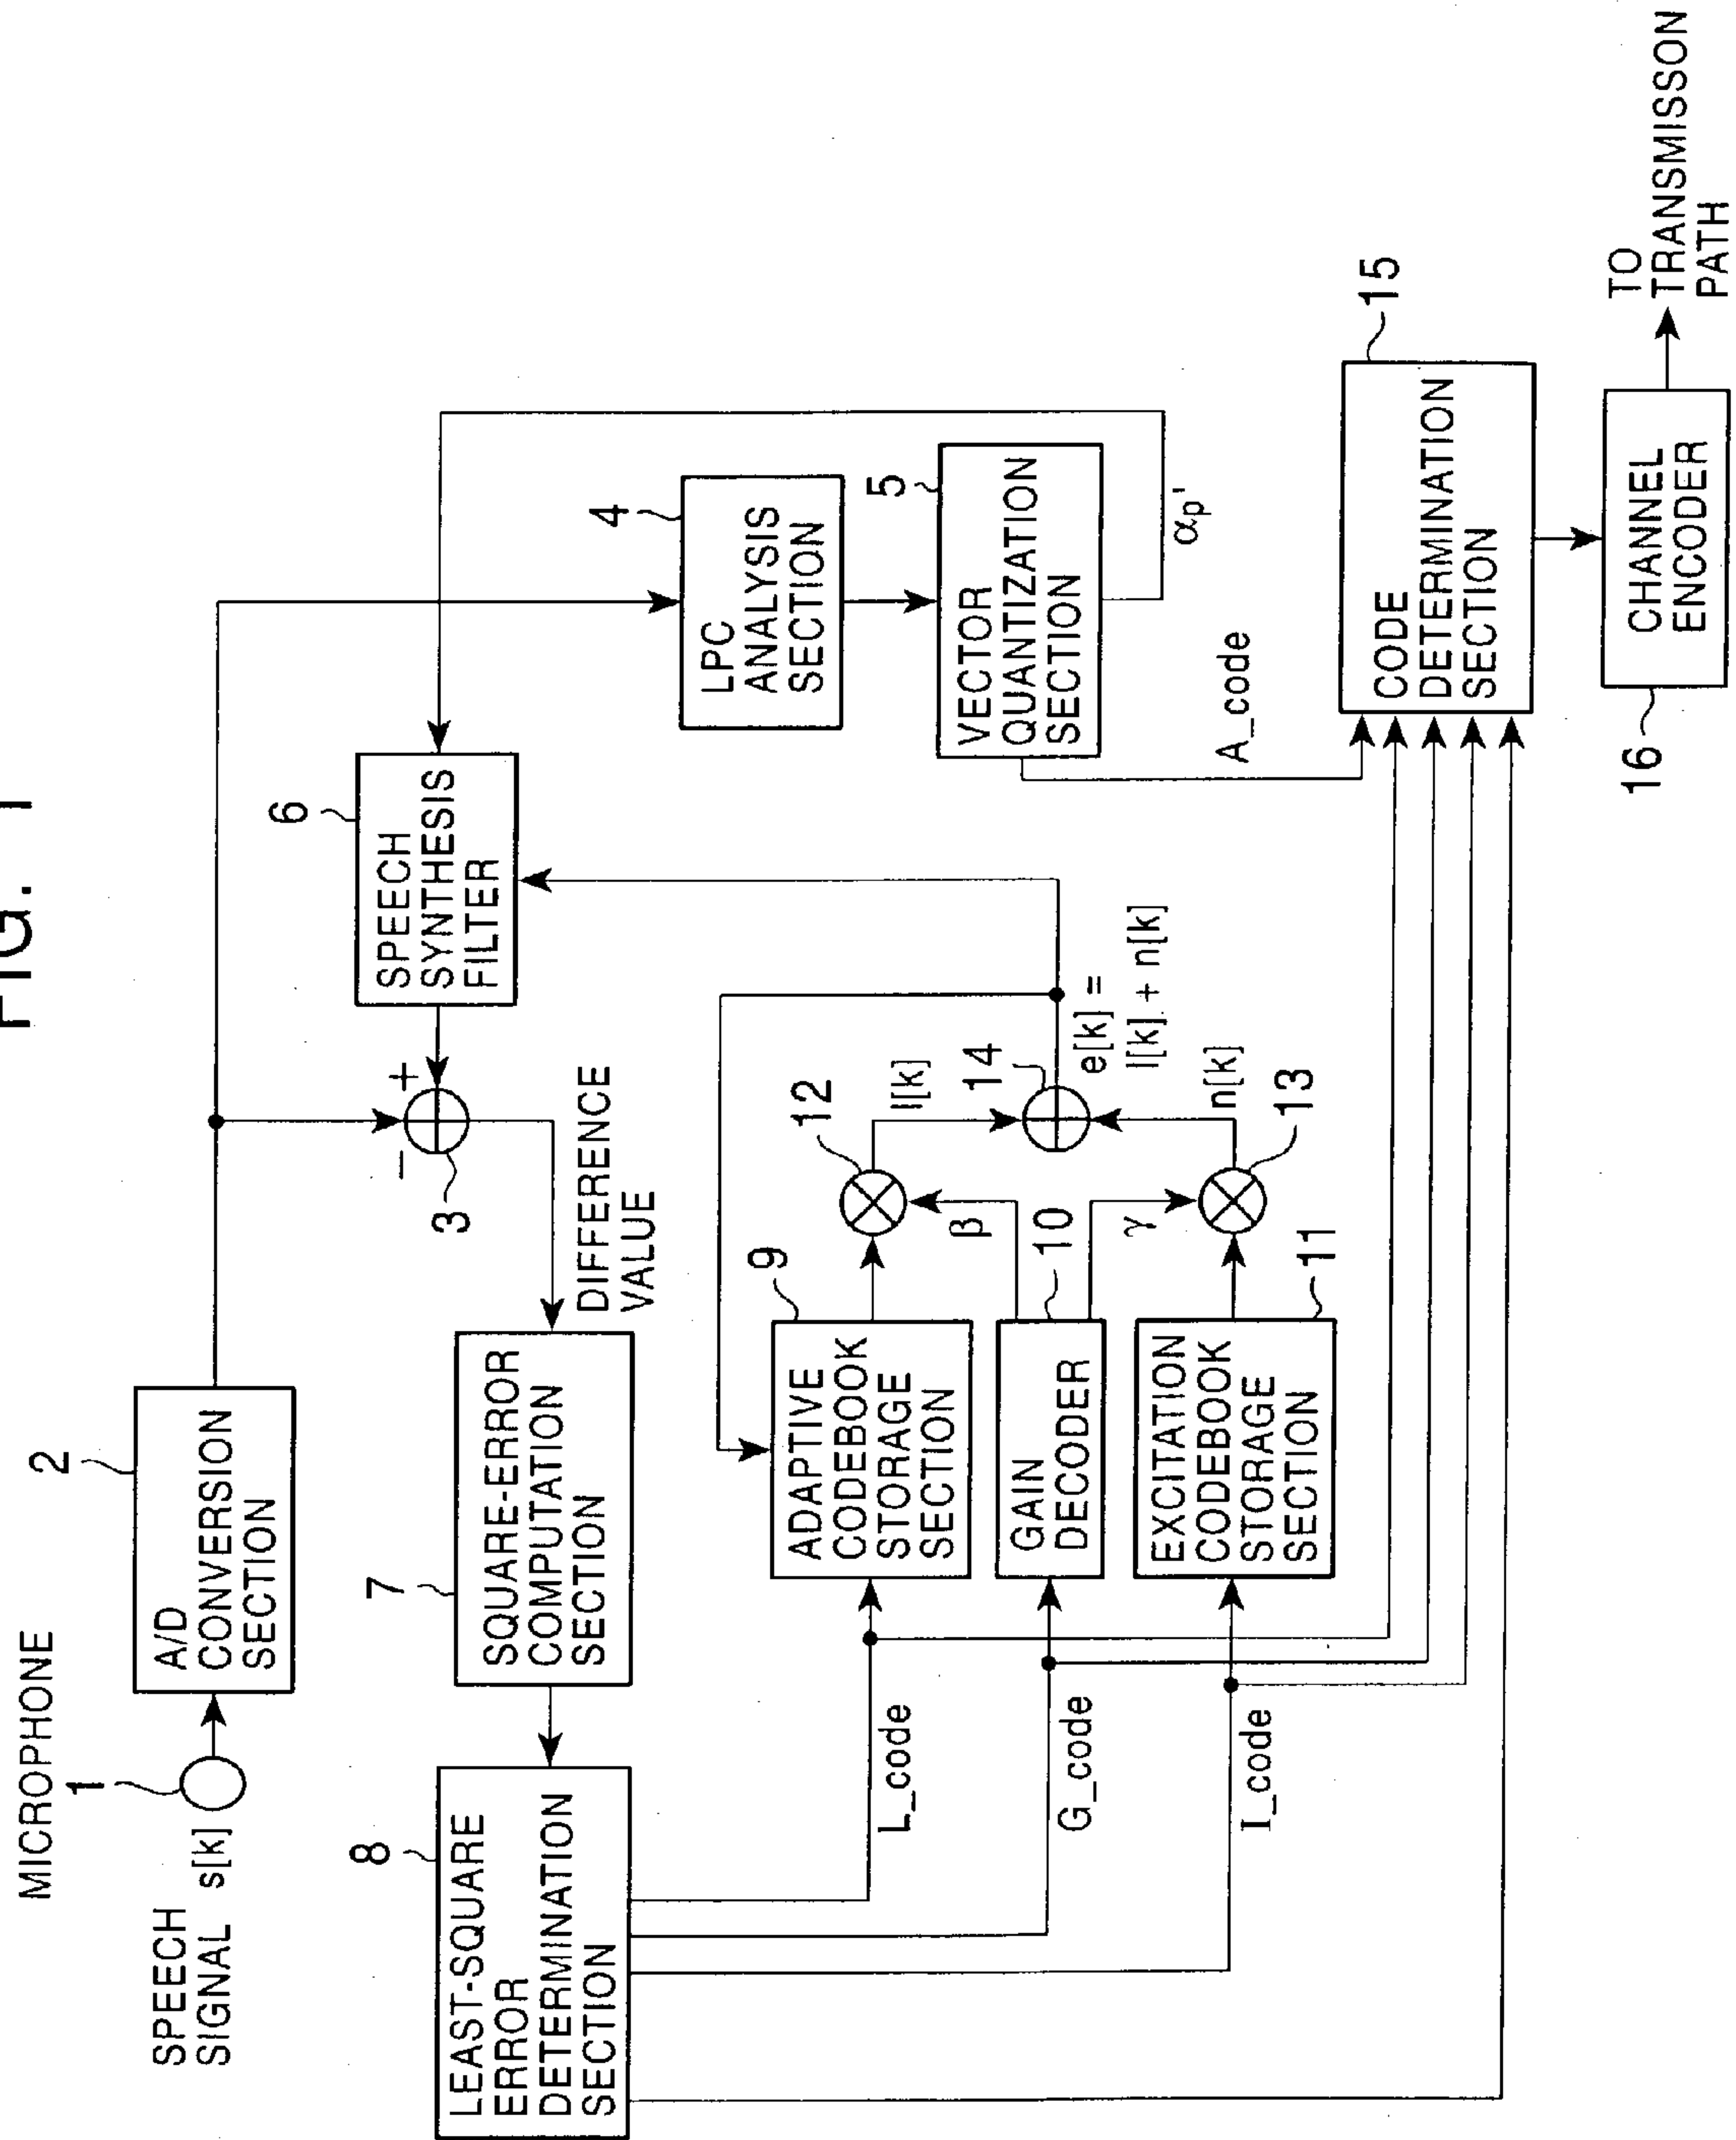 FIG. 1
MICROPHONE
1
SPEECH
SIGNAL s[k]
2
A/D
CONVERSION
SECTION
3
+
−
DIFFERENCE
VALUE
4
LPC
ANALYSIS
SECTION
5
VECTOR
QUANTIZATION
SECTION
αp'
A_code
6
SPEECH
SYNTHESIS
FILTER
7
SQUARE-ERROR
COMPUTATION
SECTION
8
LEAST-SQUARE
ERROR
DETERMINATION
SECTION
L_code
G_code
I_code
9
ADAPTIVE
CODEBOOK
STORAGE
SECTION
10
GAIN
DECODER
11
EXCITATION
CODEBOOK
STORAGE
SECTION
β
γ
12
l[k]
13
n[k]
14
e[k] =
l[k] + n[k]
15
CODE
DETERMINATION
SECTION
16
CHANNEL
ENCODER
TO
TRANSMISSON
PATH